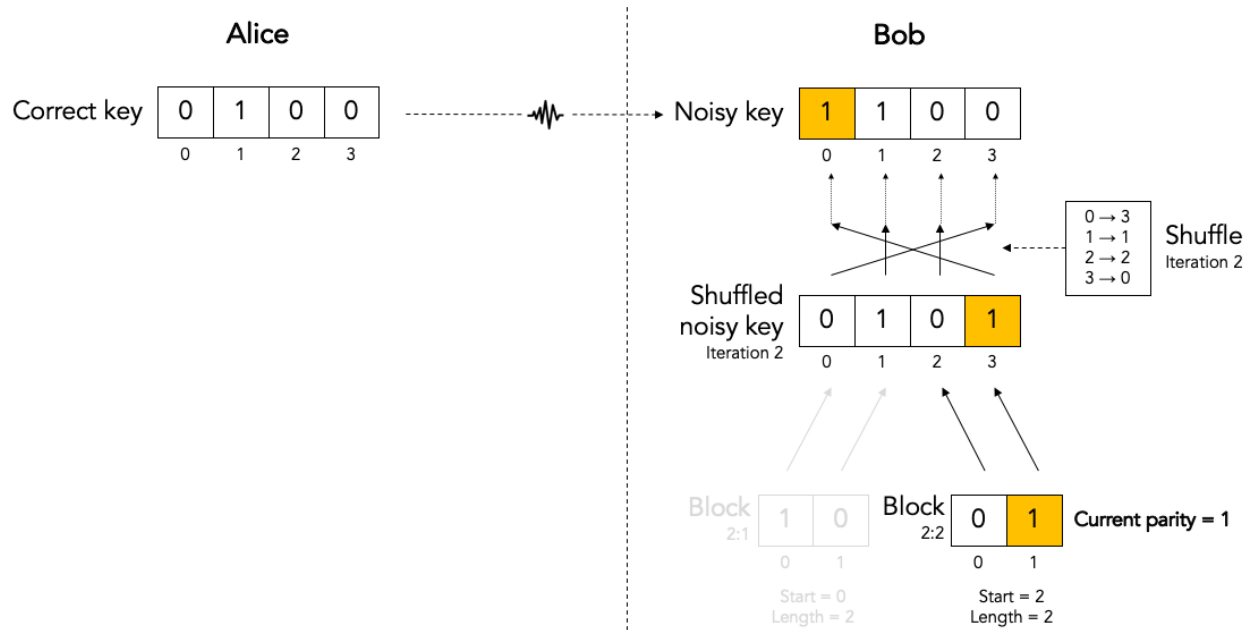 Alice
Bob
Correct key
0 1 0 0
0 1 2 3
Noisy key
1 1 0 0
0 1 2 3
0 → 3
1 → 1
2 → 2
3 → 0
Shuffle
Iteration 2
Shuffled
noisy key
Iteration 2
0 1 0 1
0 1 2 3
Block
2:1
1 0
0 1
Start = 0
Length = 2
Block
2:2
0 1
0 1
Start = 2
Length = 2
Current parity = 1